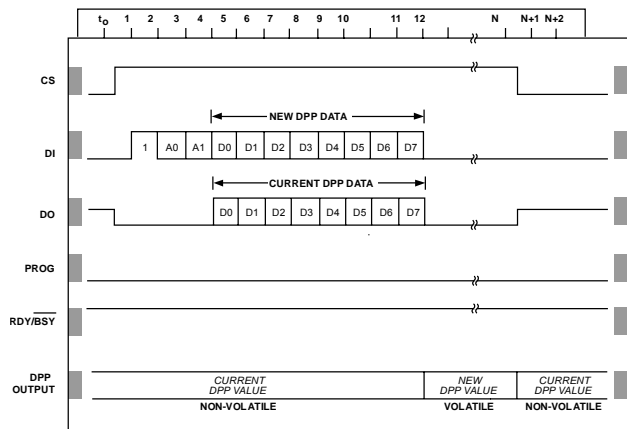 to 1 2 3 4 5 6 7 8 9 10 11 12 N N+1 N+2
CS
NEW DPP DATA
DI 1 A0 A1 D0 D1 D2 D3 D4 D5 D6 D7
CURRENT DPP DATA
DO D0 D1 D2 D3 D4 D5 D6 D7
PROG
RDY/BSY
DPP OUTPUT
CURRENT DPP VALUE
NEW DPP VALUE
CURRENT DPP VALUE
NON-VOLATILE VOLATILE NON-VOLATILE